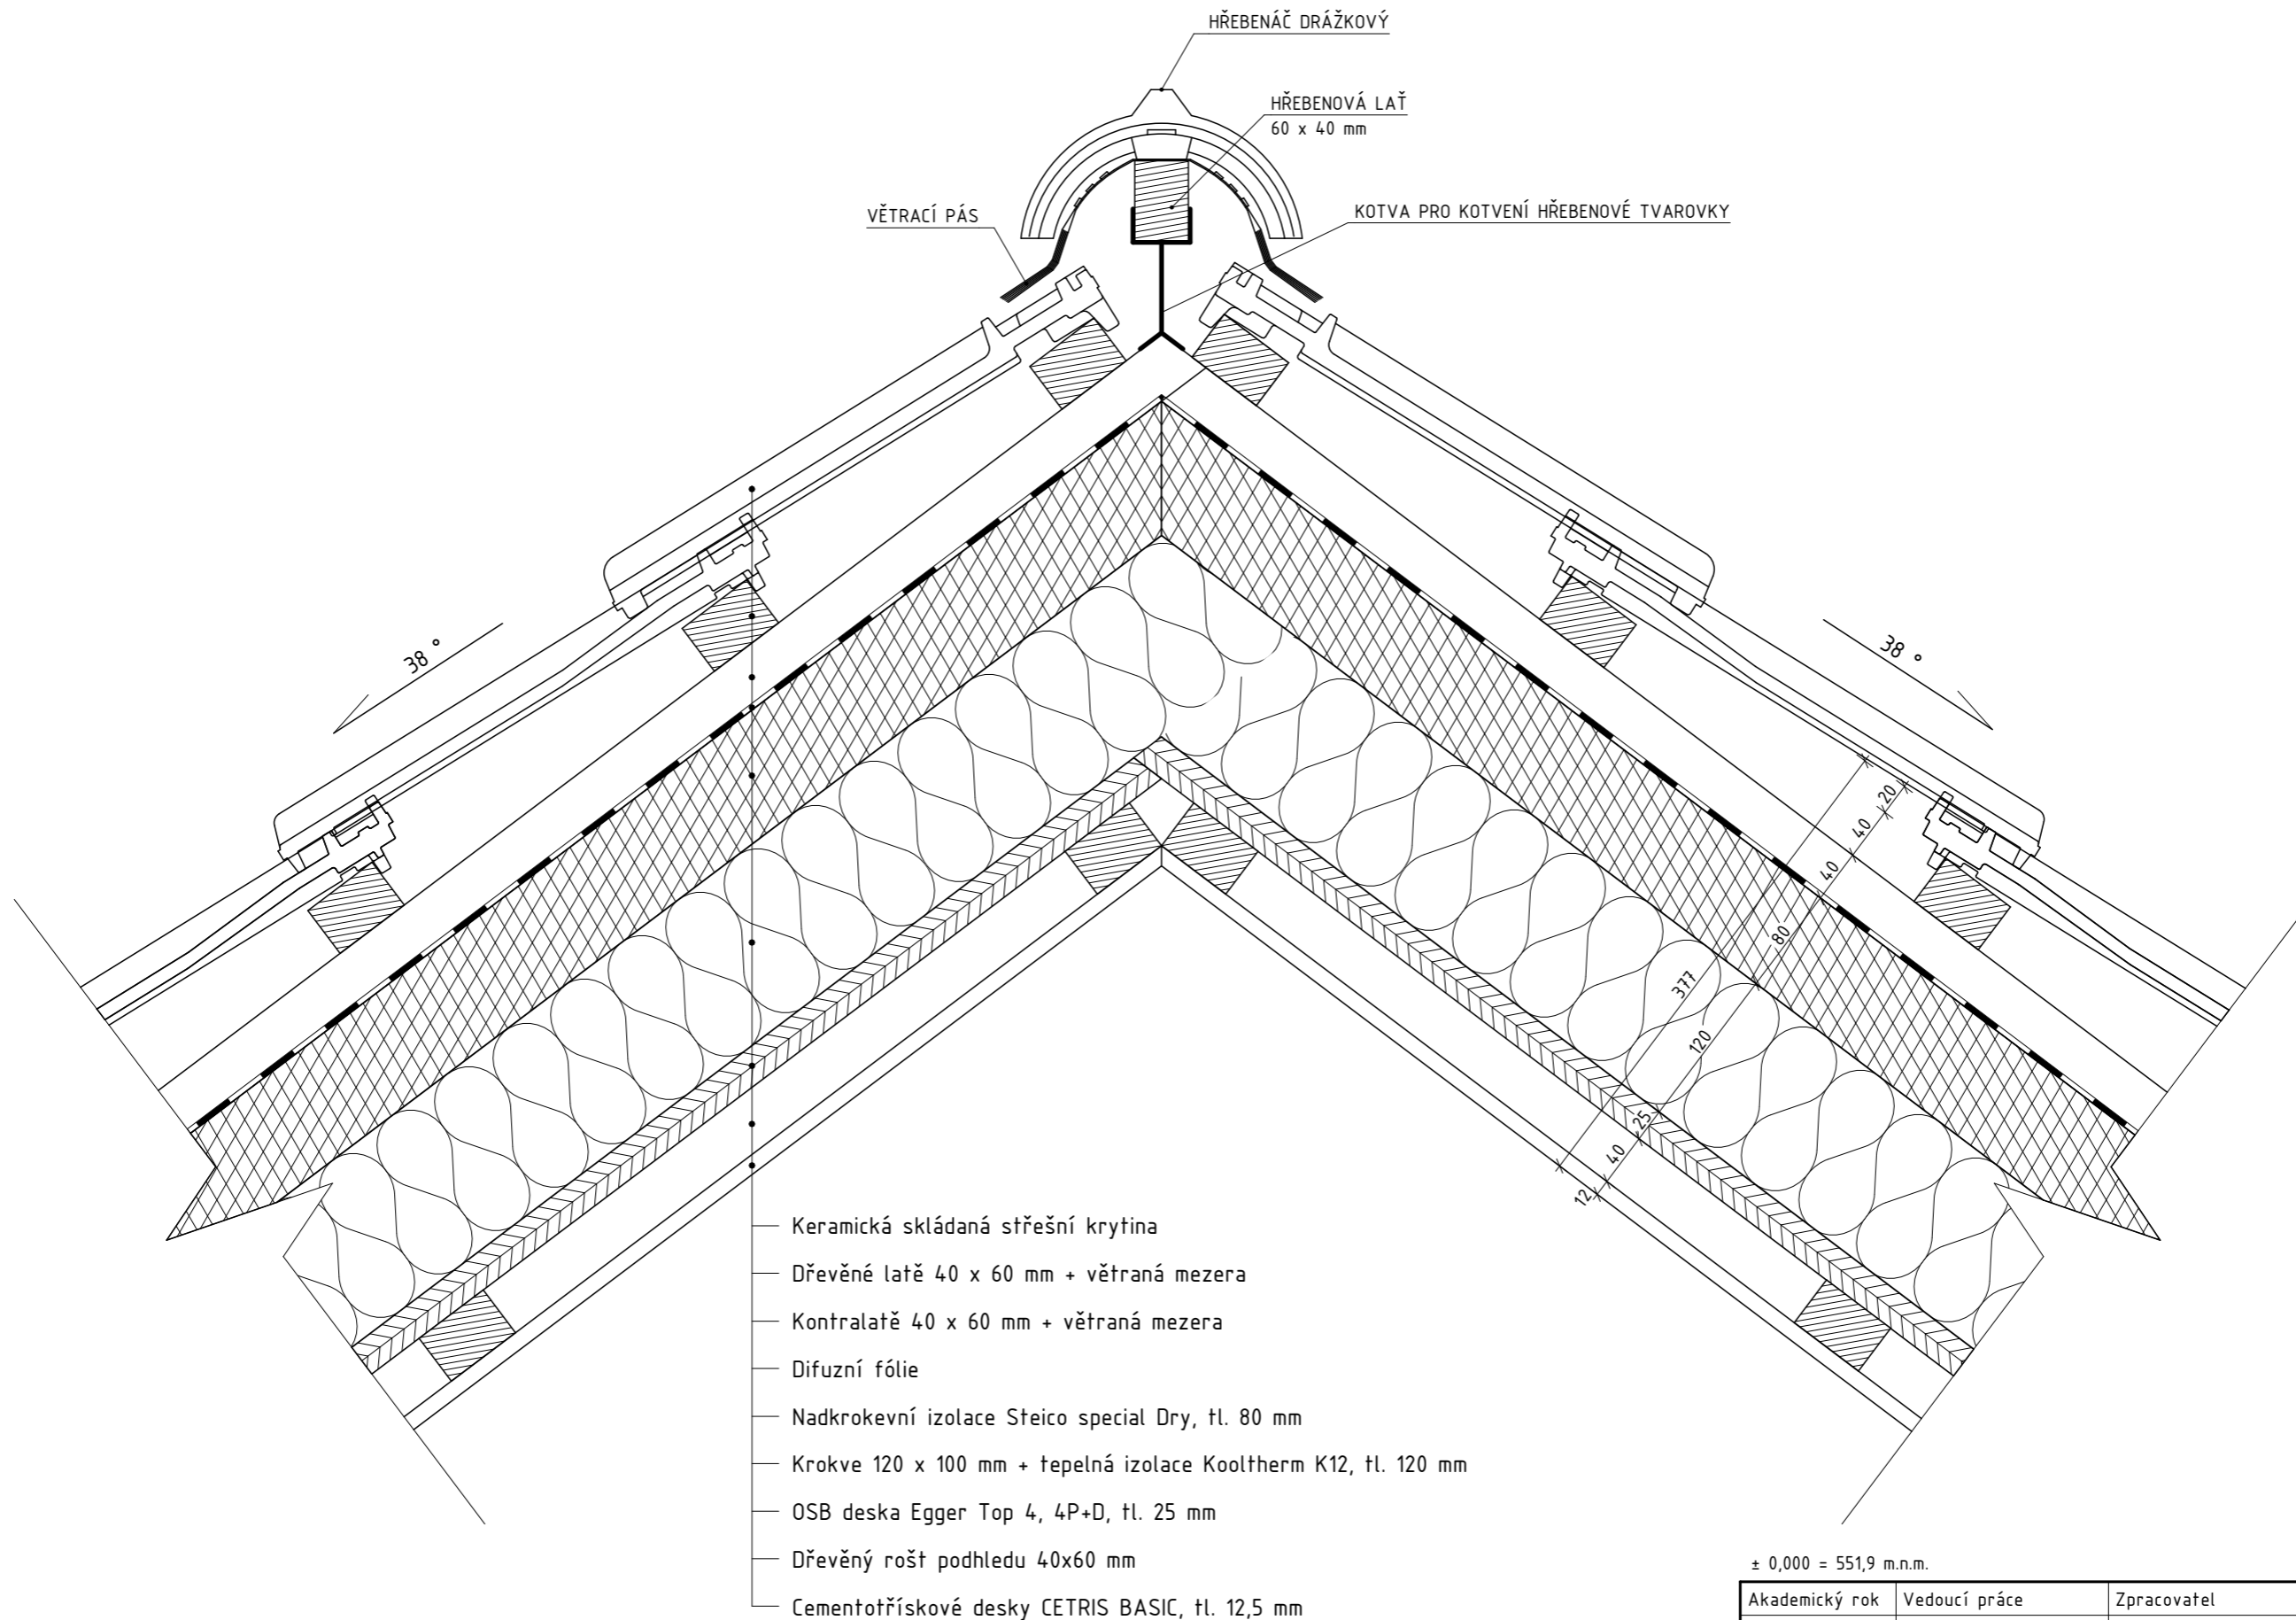 HŘEBENÁČ DRÁŽKOVÝ
HŘEBENOVÁ LAŤ
60 x 40 mm
VĚTRACÍ PÁS
KOTVA PRO KOTVENÍ HŘEBENOVÉ TVAROVKY
38 °
38 °
20
40
40
80
377
120
25
40
12
Keramická skládaná střešní krytina
Dřevěné latě 40 x 60 mm + větraná mezera
Kontralatě 40 x 60 mm + větraná mezera
Difuzní fólie
Nadkrokevní izolace Steico special Dry, tl. 80 mm
Krokve 120 x 100 mm + tepelná izolace Kooltherm K12, tl. 120 mm
OSB deska Egger Top 4, 4P+D, tl. 25 mm
Dřevěný rošt podhledu 40x60 mm
Cementotřískové desky CETRIS BASIC, tl. 12,5 mm
± 0,000 = 551,9 m.n.m.
Akademický rok Vedoucí práce Zpracovatel